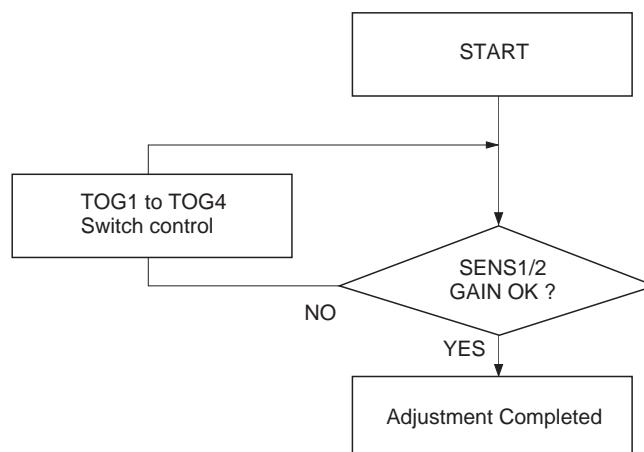 START
TOG1 to TOG4
Switch control
SENS1/2
GAIN OK ?
NO
YES
Adjustment Completed